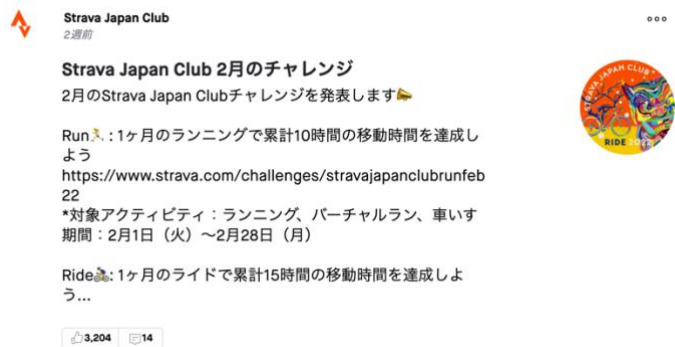 Strava Japan Club
2週前
Strava Japan Club 2月のチャレンジ
2月のStrava Japan Clubチャレンジを発表します📣
Run🏃: 1ヶ月のランニングで累計10時間の移動時間を達成し
よう
https://www.strava.com/challenges/stravajapanclubrunfeb
22
*対象アクティビティ：ランニング、バーチャルラン、車いす
期間：2月1日（火）〜2月28日（月）
Ride🚴: 1ヶ月のライドで累計15時間の移動時間を達成しよ
う...
3,204 14
STRAVA JAPAN CLUB
RIDE 2022